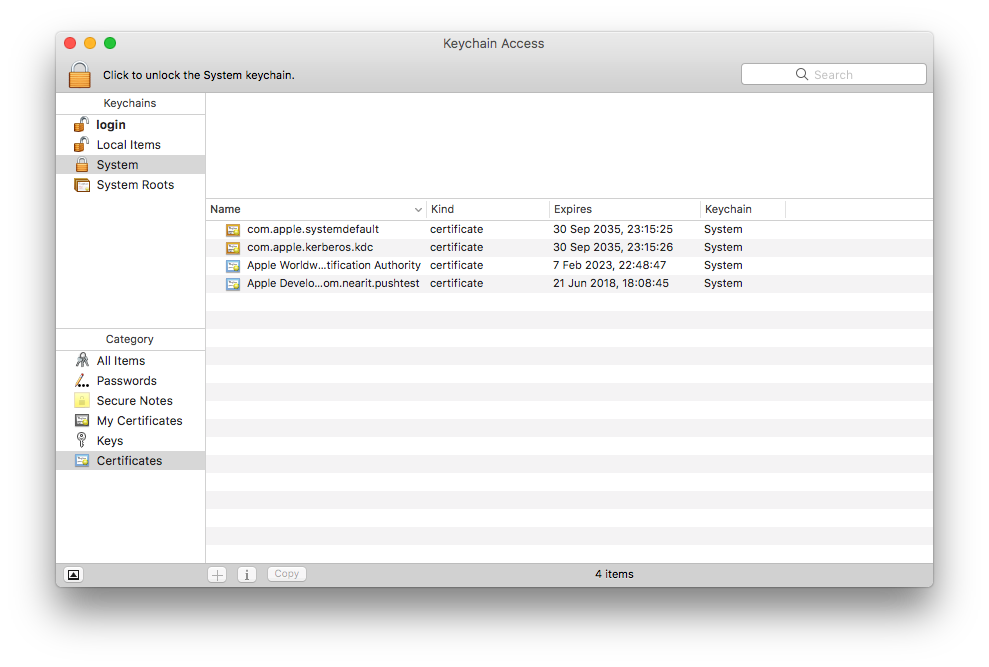 Keychain Access
Click to unlock the System keychain.
Search
Keychains
login
Local Items
System
System Roots
Name Kind Expires Keychain
com.apple.systemdefault certificate 30 Sep 2035, 23:15:25 System
com.apple.kerberos.kdc certificate 30 Sep 2035, 23:15:26 System
Apple Worldw...tification Authority certificate 7 Feb 2023, 22:48:47 System
Apple Develo...om.nearit.pushtest certificate 21 Jun 2018, 18:08:45 System
Category
All Items
Passwords
Secure Notes
My Certificates
Keys
Certificates
Copy
4 items